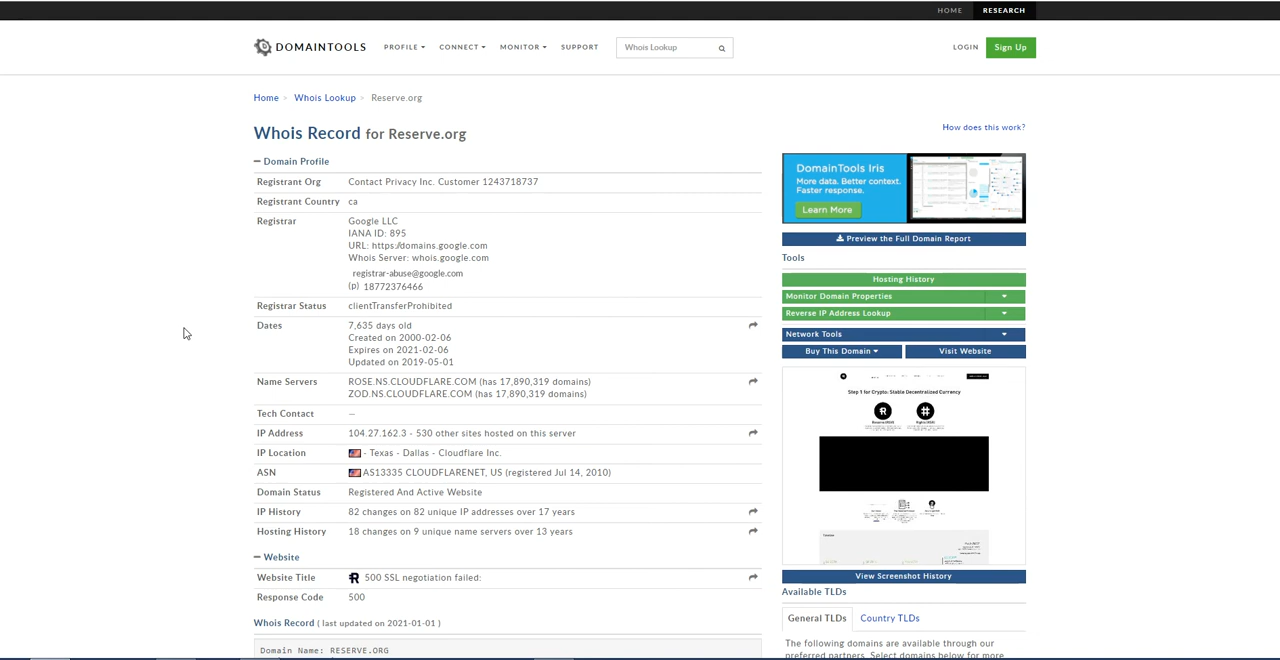 HOME RESEARCH
DOMAINTOOLS PROFILE CONNECT MONITOR SUPPORT Whois Lookup LOGIN Sign Up
Home > Whois Lookup > Reserve.org
Whois Record for Reserve.org
How does this work?
− Domain Profile
Registrant Org Contact Privacy Inc. Customer 1243718737
Registrant Country ca
Registrar Google LLC
IANA ID: 895
URL: https://domains.google.com
Whois Server: whois.google.com
registrar-abuse@google.com
(p) 18772376466
Registrar Status clientTransferProhibited
Dates 7,635 days old
Created on 2000-02-06
Expires on 2021-02-06
Updated on 2019-05-01
Name Servers ROSE.NS.CLOUDFLARE.COM (has 17,890,319 domains)
ZOD.NS.CLOUDFLARE.COM (has 17,890,319 domains)
Tech Contact —
IP Address 104.27.162.3 - 530 other sites hosted on this server
IP Location - Texas - Dallas - Cloudflare Inc.
ASN AS13335 CLOUDFLARENET, US (registered Jul 14, 2010)
Domain Status Registered And Active Website
IP History 82 changes on 82 unique IP addresses over 17 years
Hosting History 18 changes on 9 unique name servers over 13 years
− Website
Website Title 500 SSL negotiation failed:
Response Code 500
Whois Record ( last updated on 2021-01-01 )
Domain Name: RESERVE.ORG
DomainTools Iris
More data. Better context.
Faster response.
Learn More
Preview the Full Domain Report
Tools
Hosting History
Monitor Domain Properties
Reverse IP Address Lookup
Network Tools
Buy This Domain Visit Website
Step 1 for Crypto: Stable Decentralized Currency
View Screenshot History
Available TLDs
General TLDs Country TLDs
The following domains are available through our
preferred partners. Select domains below for more